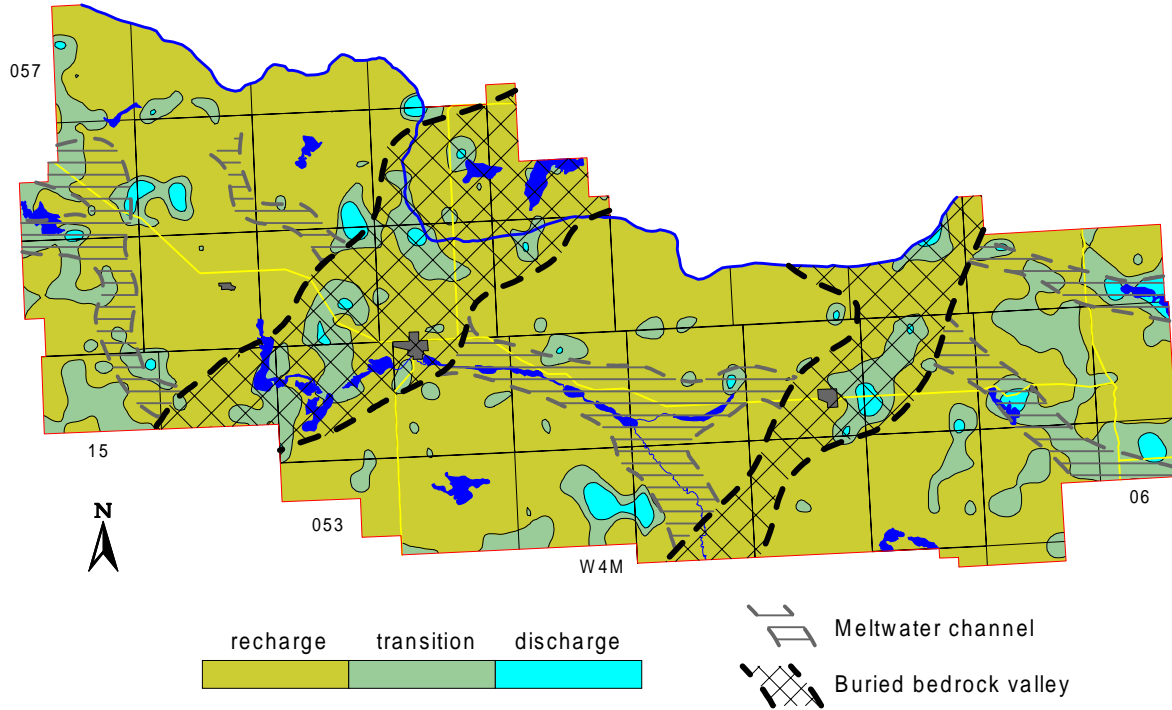 057
15
053
N
W4M
06
recharge transition discharge
Meltwater channel
Buried bedrock valley